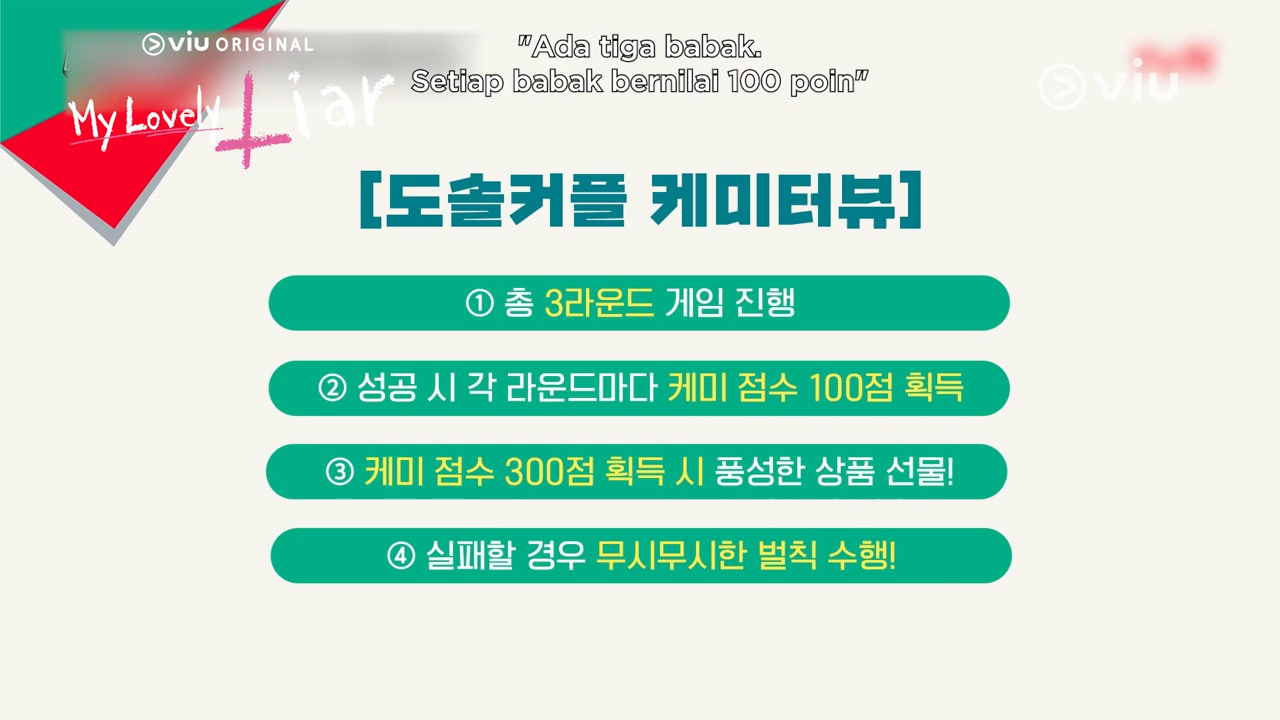 viu ORIGINAL
My Lovely Liar
"Ada tiga babak.
Setiap babak bernilai 100 poin"
viu
[도솔커플 케미터뷰]
① 총 3라운드 게임 진행
② 성공 시 각 라운드마다 케미 점수 100점 획득
③ 케미 점수 300점 획득 시 풍성한 상품 선물!
④ 실패할 경우 무시무시한 벌칙 수행!